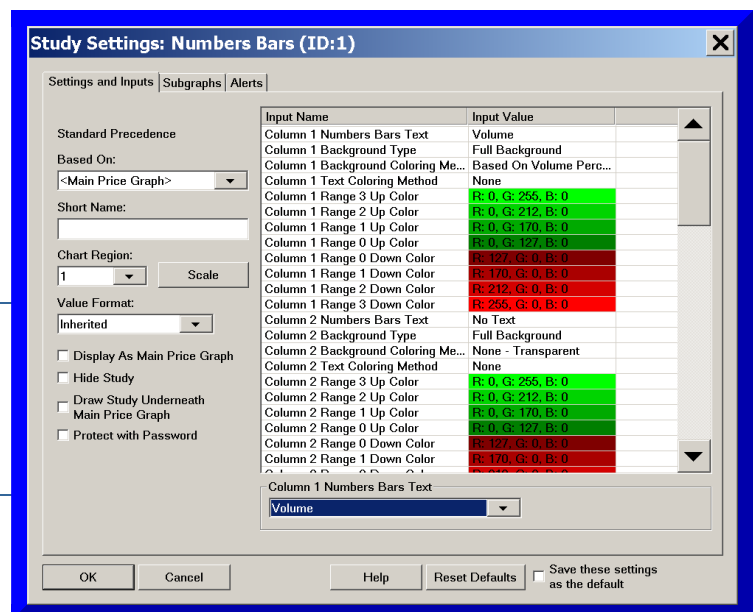 Study Settings: Numbers Bars (ID:1)
Settings and Inputs Subgraphs Alerts
Standard Precedence
Based On:
<Main Price Graph>
Short Name:
Chart Region:
1 Scale
Value Format:
Inherited
Display As Main Price Graph
Hide Study
Draw Study Underneath
Main Price Graph
Protect with Password
Input Name Input Value
Column 1 Numbers Bars Text Volume
Column 1 Background Type Full Background
Column 1 Background Coloring Me... Based On Volume Perc...
Column 1 Text Coloring Method None
Column 1 Range 3 Up Color R: 0, G: 255, B: 0
Column 1 Range 2 Up Color R: 0, G: 212, B: 0
Column 1 Range 1 Up Color R: 0, G: 170, B: 0
Column 1 Range 0 Up Color R: 0, G: 127, B: 0
Column 1 Range 0 Down Color R: 127, G: 0, B: 0
Column 1 Range 1 Down Color R: 170, G: 0, B: 0
Column 1 Range 2 Down Color R: 212, G: 0, B: 0
Column 1 Range 3 Down Color R: 255, G: 0, B: 0
Column 2 Numbers Bars Text No Text
Column 2 Background Type Full Background
Column 2 Background Coloring Me... None - Transparent
Column 2 Text Coloring Method None
Column 2 Range 3 Up Color R: 0, G: 255, B: 0
Column 2 Range 2 Up Color R: 0, G: 212, B: 0
Column 2 Range 1 Up Color R: 0, G: 170, B: 0
Column 2 Range 0 Up Color R: 0, G: 127, B: 0
Column 2 Range 0 Down Color R: 127, G: 0, B: 0
Column 2 Range 1 Down Color R: 170, G: 0, B: 0
Column 1 Numbers Bars Text
Volume
OK Cancel Help Reset Defaults Save these settings
as the default